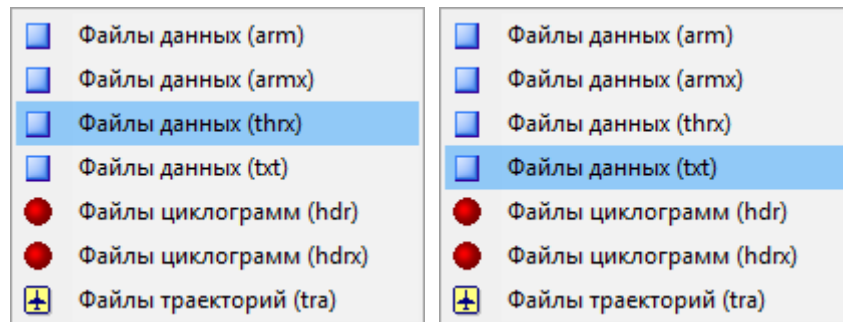 Файлы данных (arm)
Файлы данных (armx)
Файлы данных (thrx)
Файлы данных (txt)
Файлы циклограмм (hdr)
Файлы циклограмм (hdrx)
Файлы траекторий (tra)
Файлы данных (arm)
Файлы данных (armx)
Файлы данных (thrx)
Файлы данных (txt)
Файлы циклограмм (hdr)
Файлы циклограмм (hdrx)
Файлы траекторий (tra)